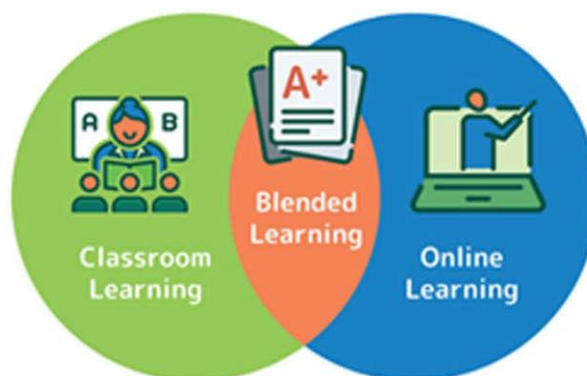 A B
A+
Blended
Learning
Classroom
Learning
Online
Learning